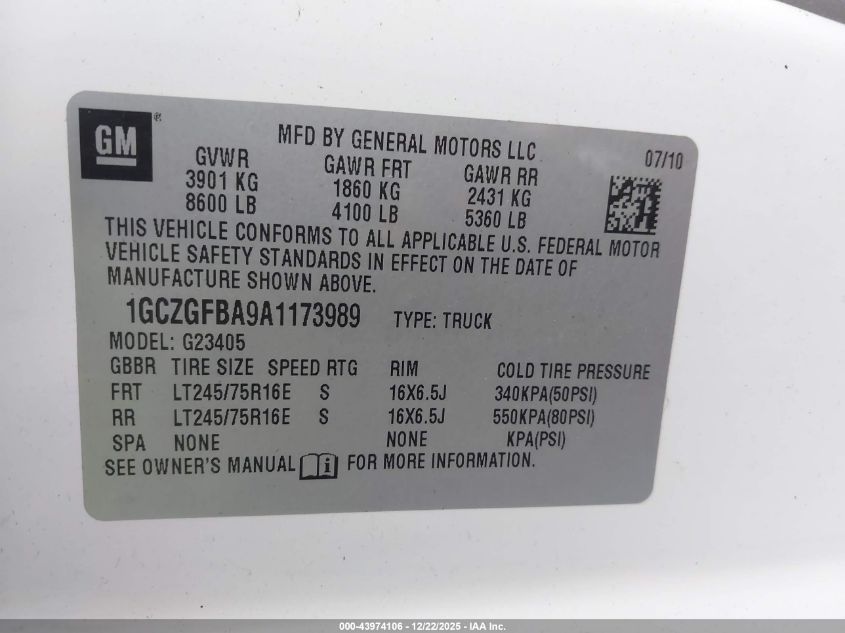 GM®
MFD BY GENERAL MOTORS LLC
07/10
GVWR GAWR FRT GAWR RR
3901 KG 1860 KG 2431 KG
8600 LB 4100 LB 5360 LB
THIS VEHICLE CONFORMS TO ALL APPLICABLE U.S. FEDERAL MOTOR
VEHICLE SAFETY STANDARDS IN EFFECT ON THE DATE OF
MANUFACTURE SHOWN ABOVE.
1GCZGFBA9A1173989 TYPE: TRUCK
MODEL: G23405
GBBR TIRE SIZE SPEED RTG RIM COLD TIRE PRESSURE
FRT LT245/75R16E S 16X6.5J 340KPA(50PSI)
RR LT245/75R16E S 16X6.5J 550KPA(80PSI)
SPA NONE NONE KPA(PSI)
SEE OWNER'S MANUAL i FOR MORE INFORMATION.
000-43974106 - 12/22/2025 - IAA Inc.